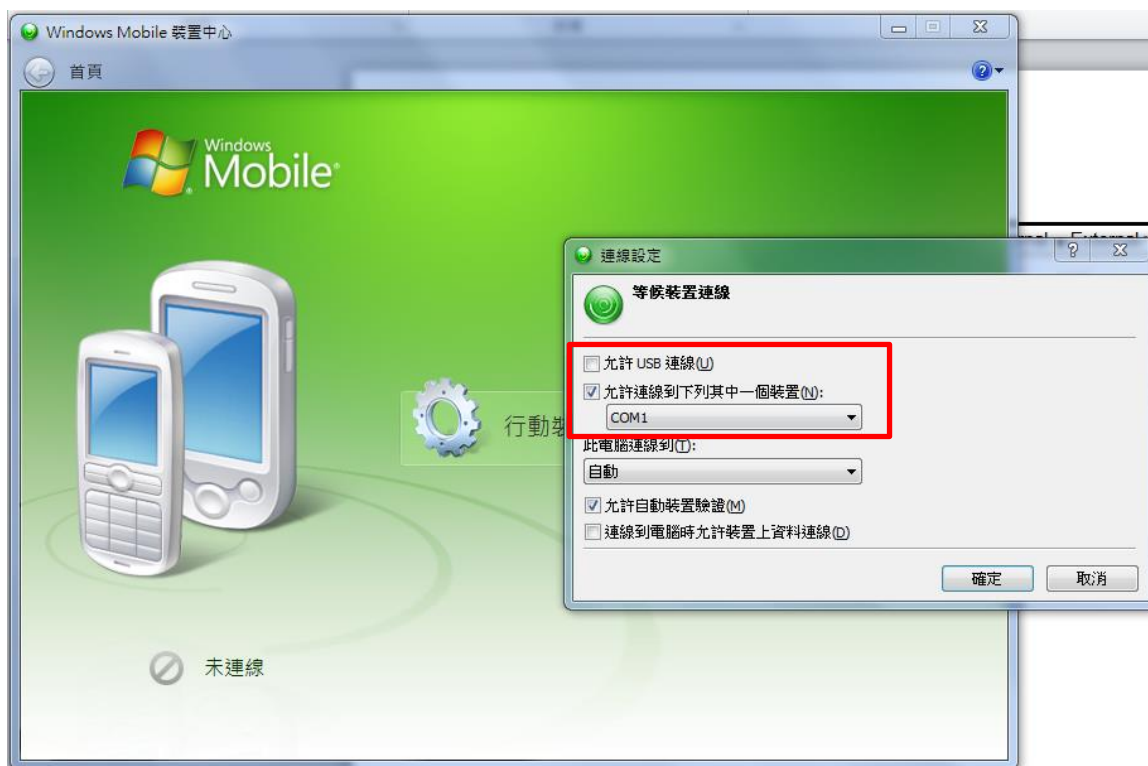 Windows Mobile 裝置中心
首頁
Windows
Mobile
連線設定
等候裝置連線
允許 USB 連線(U)
允許連線到下列其中一個裝置(N):
COM1
此電腦連線到(T):
自動
允許自動裝置驗證(M)
連線到電腦時允許裝置上資料連線(D)
確定 取消
行動
未連線